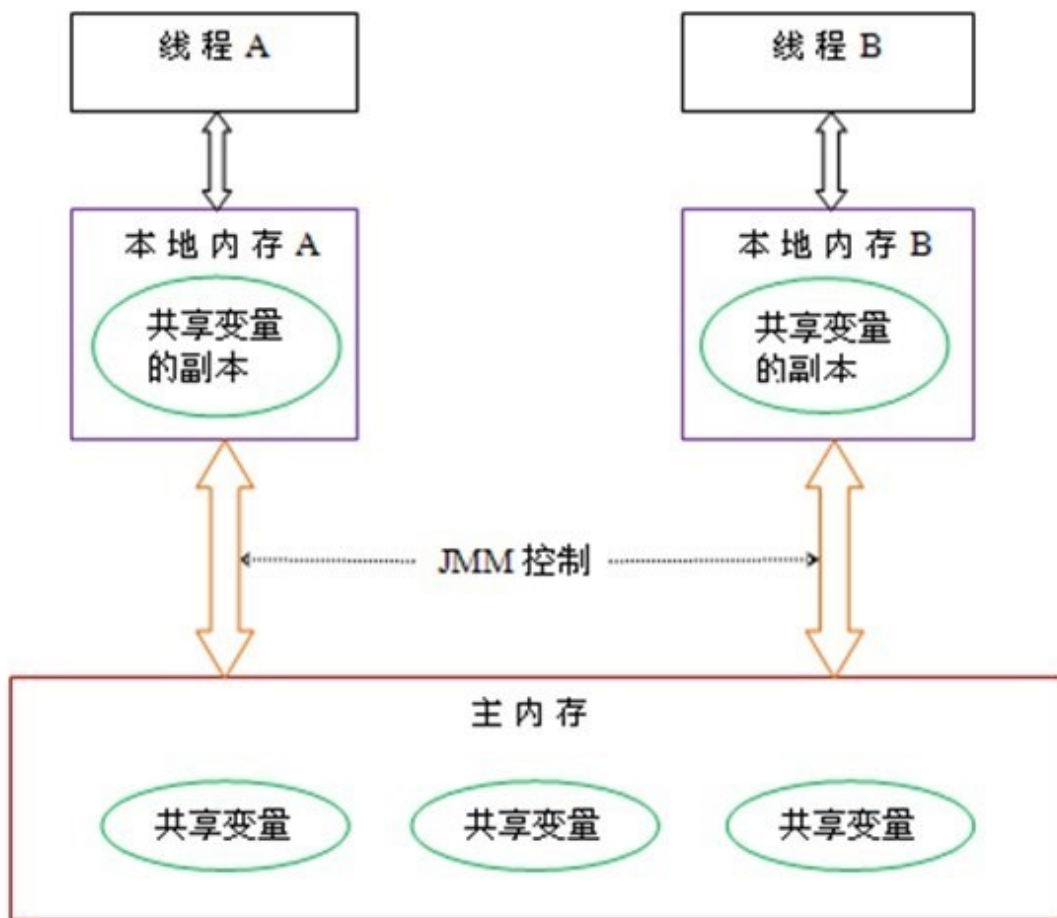 线程 A
线程 B
本地内存 A
本地内存 B
共享变量
的副本
共享变量
的副本
JMM 控制
主内存
共享变量
共享变量
共享变量